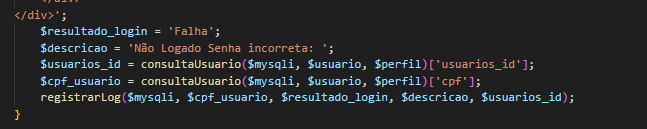 </div>';
$resultado_login = 'Falha';
$descricao = 'Não Logado Senha incorreta: ';
$usuarios_id = consultaUsuario($mysqli, $usuario, $perfil)['usuarios_id'];
$cpf_usuario = consultaUsuario($mysqli, $usuario, $perfil)['cpf'];
registrarLog($mysqli, $cpf_usuario, $resultado_login, $descricao, $usuarios_id);
}